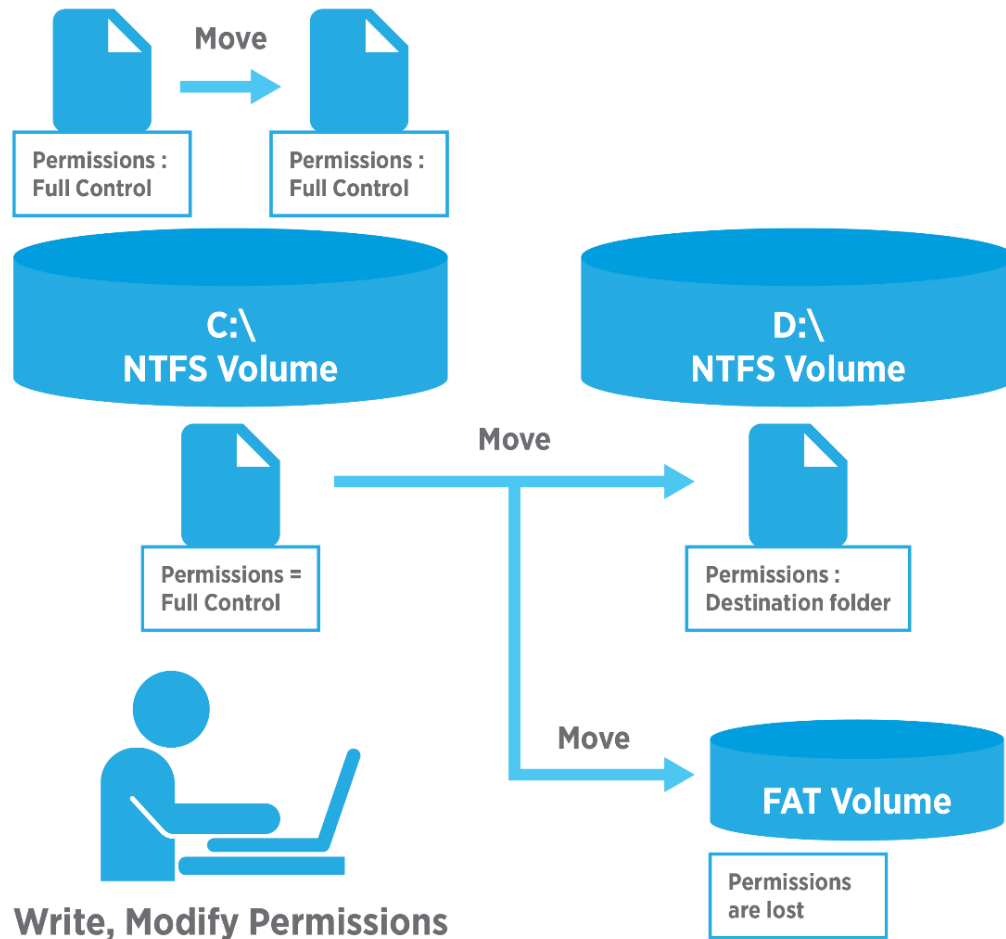 Move
Permissions :
Full Control
Permissions :
Full Control
C:\
NTFS Volume
D:\
NTFS Volume
Move
Permissions =
Full Control
Permissions :
Destination folder
Move
FAT Volume
Permissions
are lost
Write, Modify Permissions